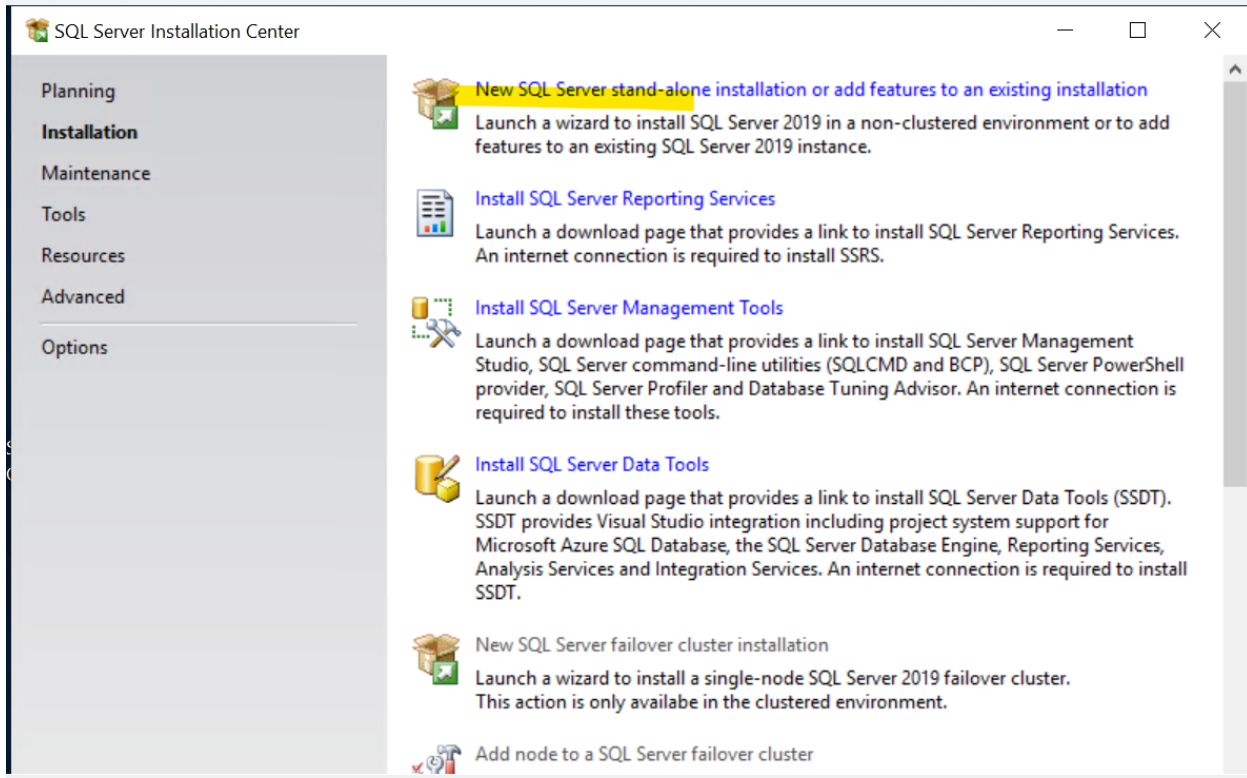 SQL Server Installation Center
Planning
Installation
Maintenance
Tools
Resources
Advanced
Options
New SQL Server stand-alone installation or add features to an existing installation
Launch a wizard to install SQL Server 2019 in a non-clustered environment or to add
features to an existing SQL Server 2019 instance.
Install SQL Server Reporting Services
Launch a download page that provides a link to install SQL Server Reporting Services.
An internet connection is required to install SSRS.
Install SQL Server Management Tools
Launch a download page that provides a link to install SQL Server Management
Studio, SQL Server command-line utilities (SQLCMD and BCP), SQL Server PowerShell
provider, SQL Server Profiler and Database Tuning Advisor. An internet connection is
required to install these tools.
Install SQL Server Data Tools
Launch a download page that provides a link to install SQL Server Data Tools (SSDT).
SSDT provides Visual Studio integration including project system support for
Microsoft Azure SQL Database, the SQL Server Database Engine, Reporting Services,
Analysis Services and Integration Services. An internet connection is required to install
SSDT.
New SQL Server failover cluster installation
Launch a wizard to install a single-node SQL Server 2019 failover cluster.
This action is only availabe in the clustered environment.
Add node to a SQL Server failover cluster